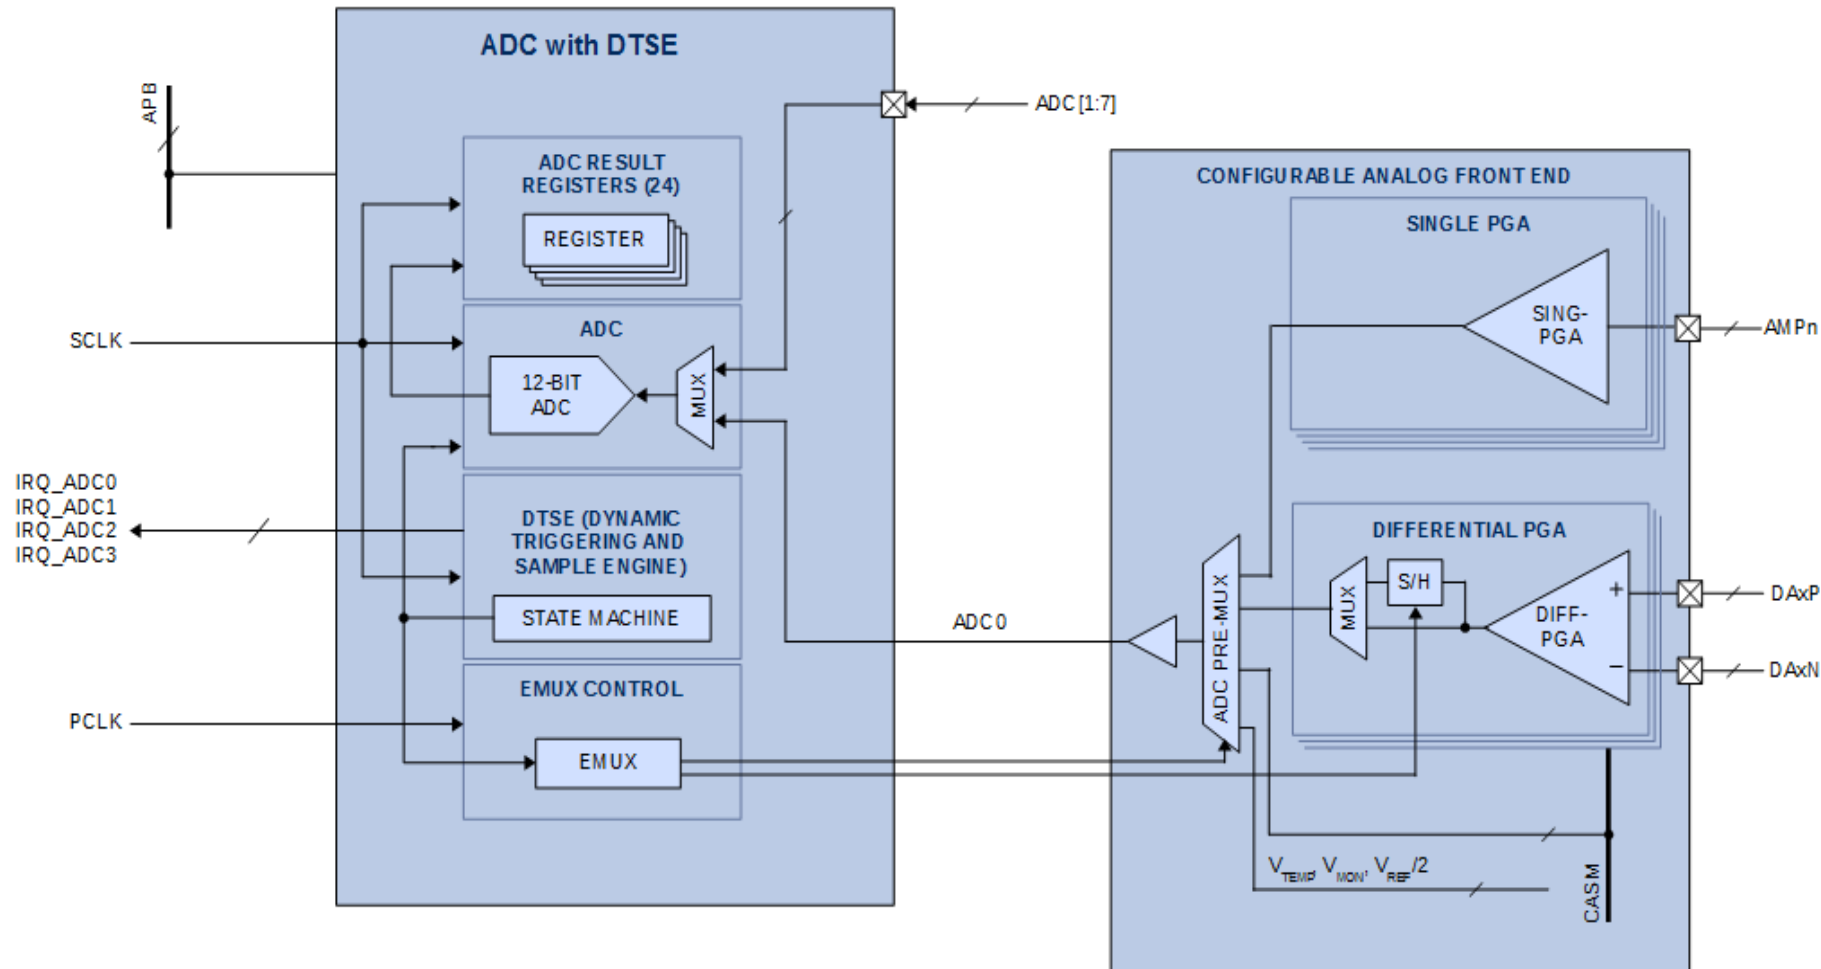 ADC with DTSE
APB
ADC[1:7]
ADC RESULT
REGISTERS (24)
REGISTER
CONFIGURABLE ANALOG FRONT END
SINGLE PGA
SING-
PGA
AMPn
SCLK
ADC
12-BIT
ADC
MUX
IRQ_ADC0
IRQ_ADC1
IRQ_ADC2
IRQ_ADC3
DTSE (DYNAMIC
TRIGGERING AND
SAMPLE ENGINE)
STATE MACHINE
ADC0
ADC PRE-MUX
DIFFERENTIAL PGA
MUX
S/H
+
DIFF-
PGA
−
DAxP
DAxN
PCLK
EMUX CONTROL
EMUX
VTEMP, VMON, VREF/2
CASM